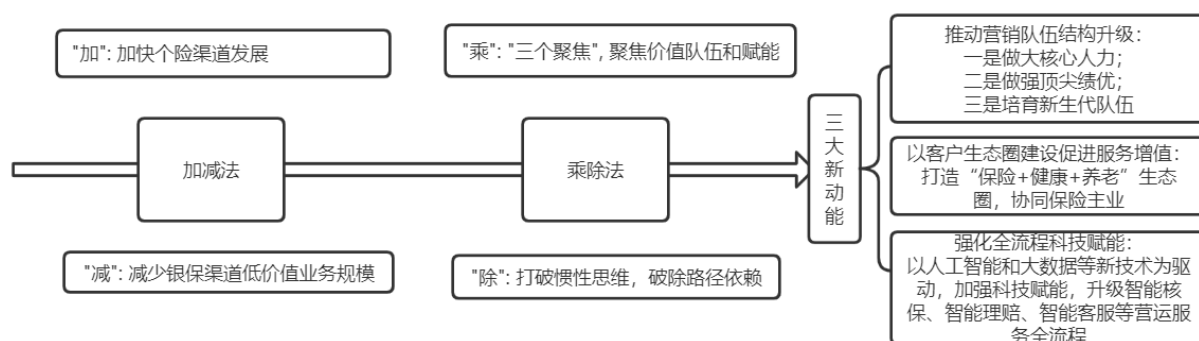 "加": 加快个险渠道发展
"减": 减少银保渠道低价值业务规模
加减法
"乘": "三个聚焦", 聚焦价值队伍和赋能
"除": 打破惯性思维，破除路径依赖
乘除法
三
大
新
动
能
推动营销队伍结构升级：
一是做大核心人力；
二是做强顶尖绩优；
三是培育新生代队伍
以客户生态圈建设促进服务增值：
打造“保险+健康+养老”生态
圈，协同保险主业
强化全流程科技赋能：
以人工智能和大数据等新技术为驱
动，加强科技赋能，升级智能核
保、智能理赔、智能客服等营运服
务全流程